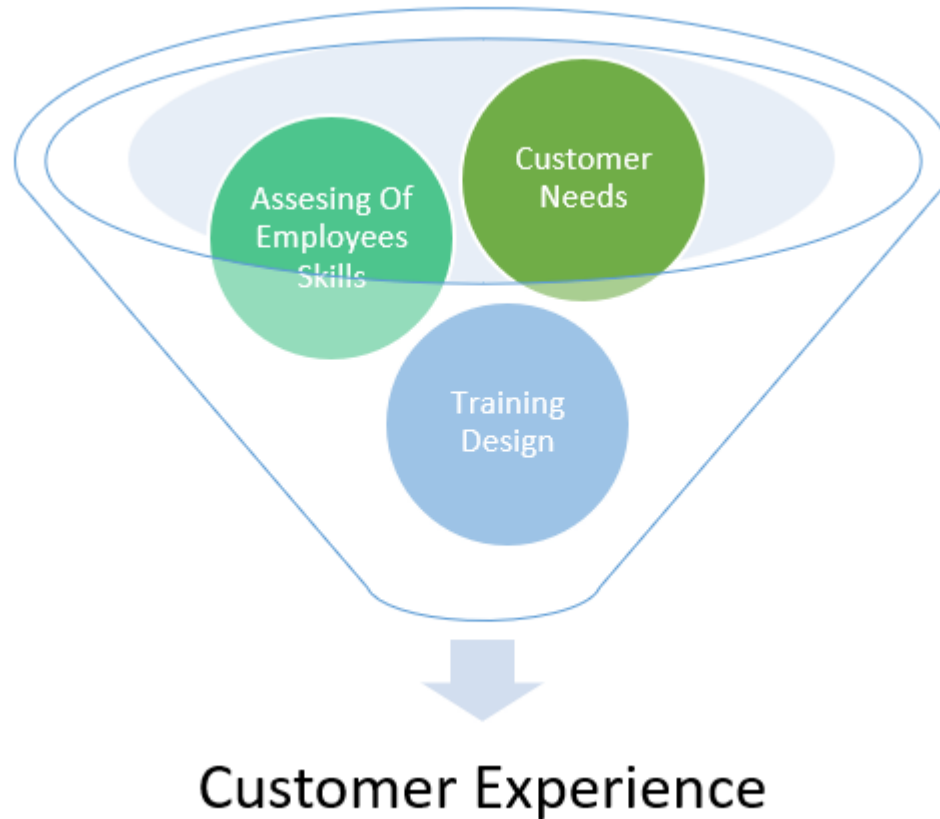 Assesing Of
Employees
Skills
Customer
Needs
Training
Design
Customer Experience